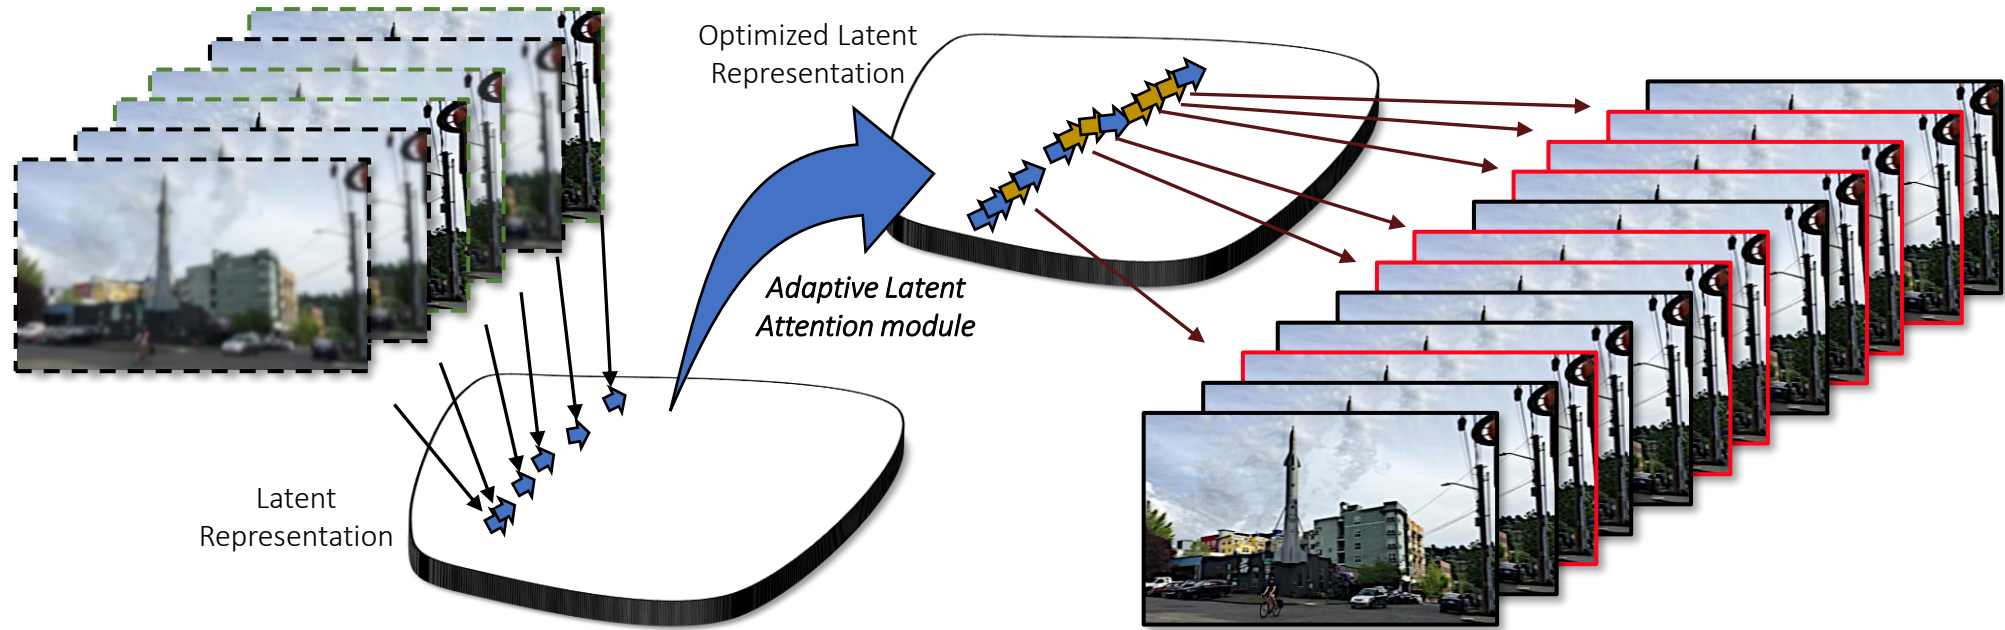 Optimized Latent
Representation
Adaptive Latent
Attention module
Latent
Representation